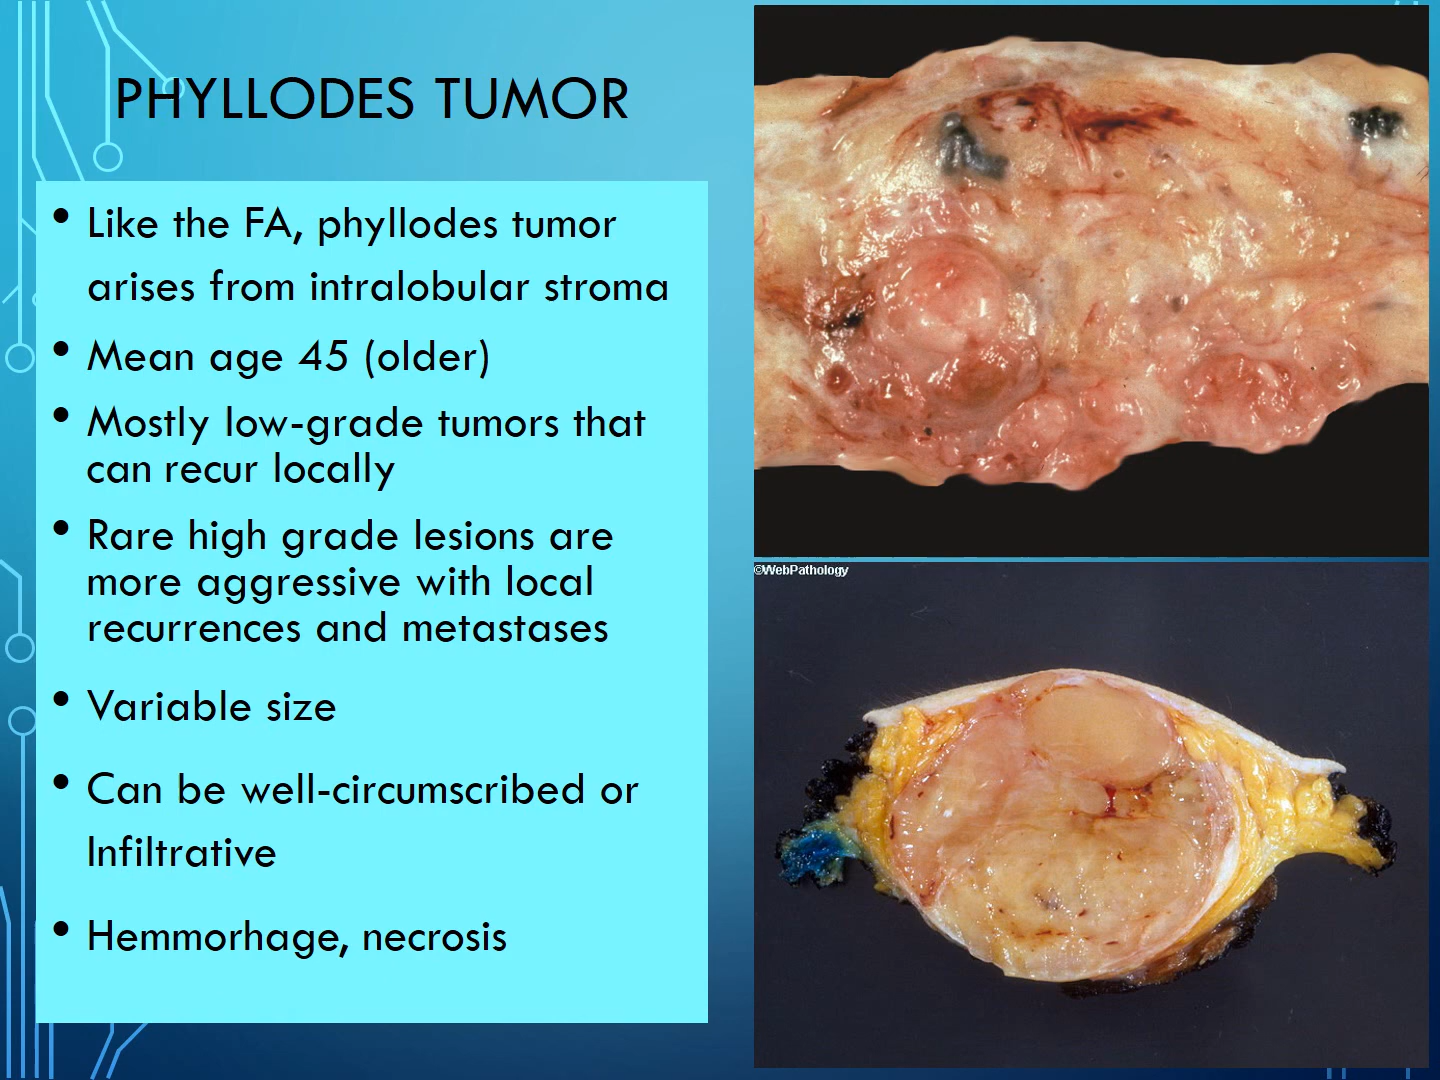 PHYLLODES TUMOR
• Like the FA, phyllodes tumor
arises from intralobular stroma
• Mean age 45 (older)
• Mostly low-grade tumors that
can recur locally
• Rare high grade lesions are
more aggressive with local
recurrences and metastases
• Variable size
• Can be well-circumscribed or
Infiltrative
• Hemmorhage, necrosis
©WebPathology